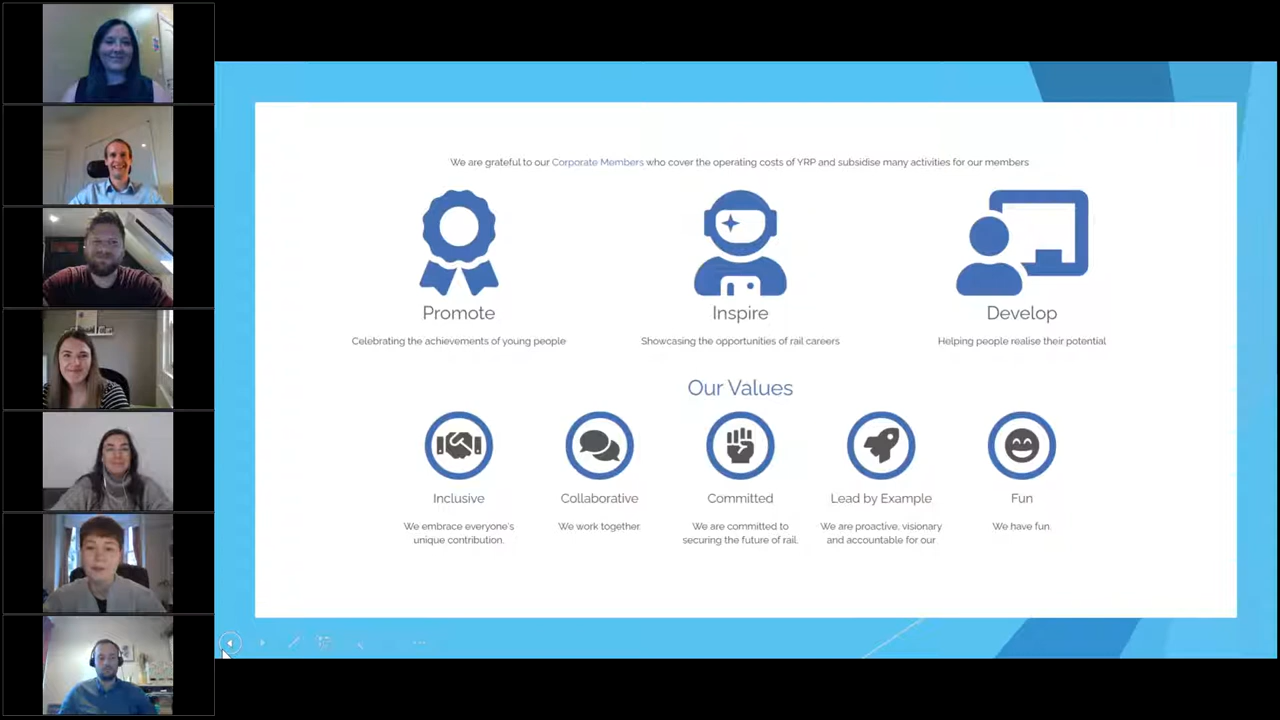 We are grateful to our Corporate Members who cover the operating costs of YRP and subsidise many activities for our members
Promote
Inspire
Develop
Celebrating the achievements of young people
Showcasing the opportunities of rail careers
Helping people realise their potential
Our Values
Inclusive
Collaborative
Committed
Lead by Example
Fun
We embrace everyone's
unique contribution.
We work together.
We are committed to
securing the future of rail.
We are proactive, visionary
and accountable for our
We have fun.